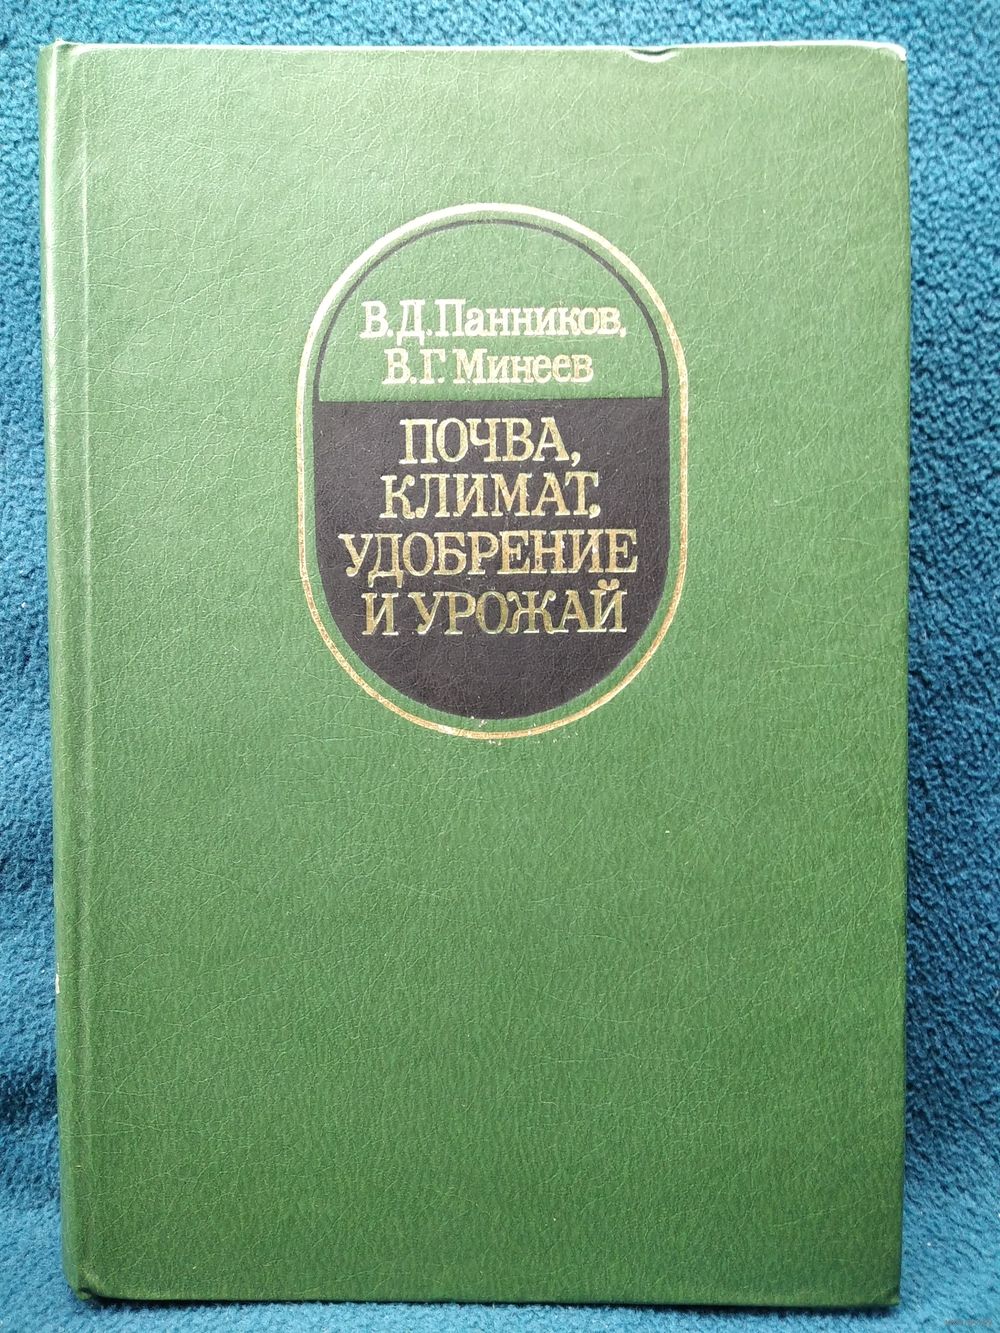 В.Д.Панников,
В.Г.Минеев
ПОЧВА,
КЛИМАТ,
УДОБРЕНИЕ
И УРОЖАЙ